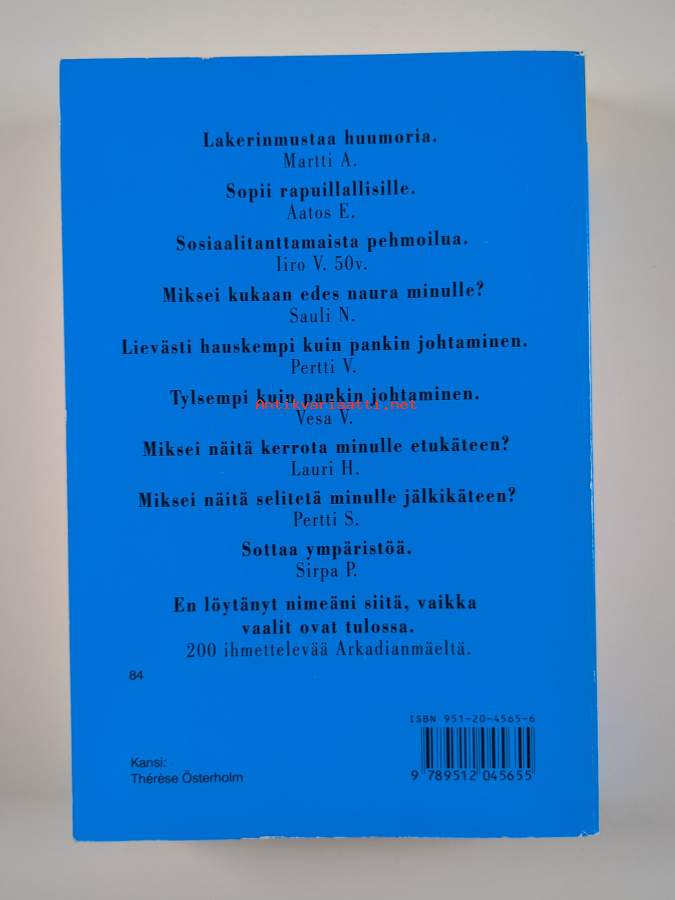 Lakerinmustaa huumoria.
Martti A.
Sopii rapuillallisille.
Aatos E.
Sosiaalitanttamaista pehmoilua.
Iiro V. 50v.
Miksei kukaan edes naura minulle?
Sauli N.
Lievästi hauskempi kuin pankin johtaminen.
Pertti V.
Tylsempi kuin pankin johtaminen.
Antikvariaatti.net
Vesa V.
Miksei näitä kerrota minulle etukäteen?
Lauri H.
Miksei näitä selitetä minulle jälkikäteen?
Pertti S.
Sottaa ympäristöä.
Sirpa P.
En löytänyt nimeäni siitä, vaikka
vaalit ovat tulossa.
200 ihmettelevää Arkadianmäeltä.
84
ISBN 951-20-4565-6
9 789512 045655
Kansi:
Thérèse Österholm